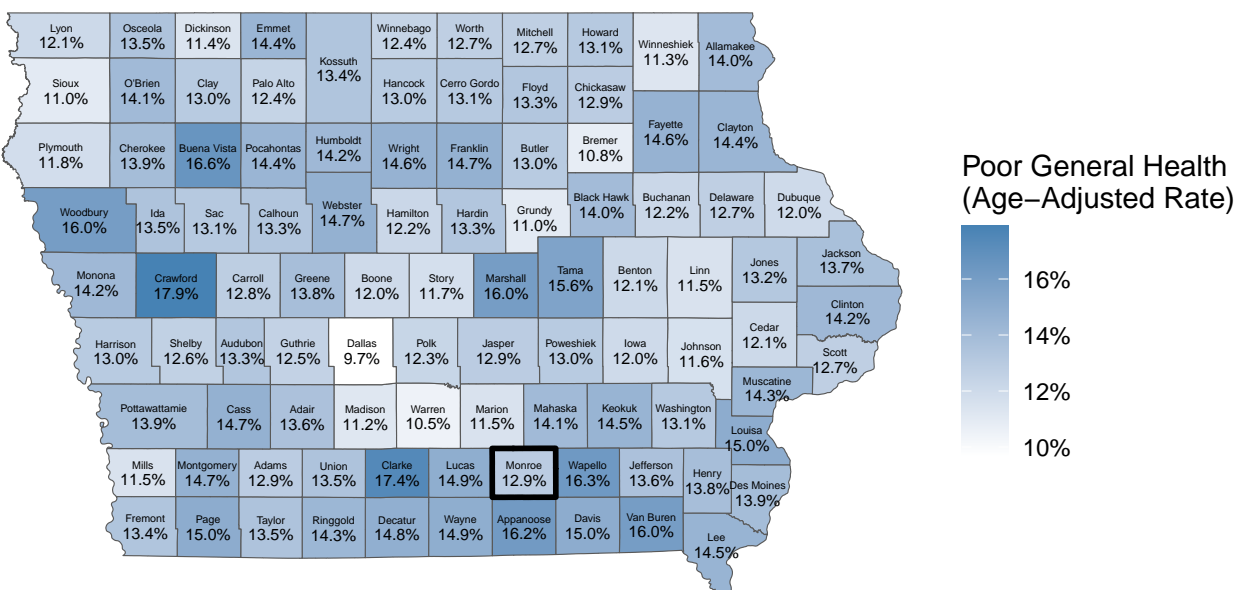 Lyon
12.1%
Osceola
13.5%
Dickinson
11.4%
Emmet
14.4%
Kossuth
13.4%
Winnebago
12.4%
Worth
12.7%
Mitchell
12.7%
Howard
13.1%
Winneshiek
11.3%
Allamakee
14.0%
Sioux
11.0%
O'Brien
14.1%
Clay
13.0%
Palo Alto
12.4%
Hancock
13.0%
Cerro Gordo
13.1%
Floyd
13.3%
Chickasaw
12.9%
Fayette
14.6%
Clayton
14.4%
Plymouth
11.8%
Cherokee
13.9%
Buena Vista
16.6%
Pocahontas
14.4%
Humboldt
14.2%
Wright
14.6%
Franklin
14.7%
Butler
13.0%
Bremer
10.8%
Woodbury
16.0%
Ida
13.5%
Sac
13.1%
Calhoun
13.3%
Webster
14.7%
Hamilton
12.2%
Hardin
13.3%
Grundy
11.0%
Black Hawk
14.0%
Buchanan
12.2%
Delaware
12.7%
Dubuque
12.0%
Monona
14.2%
Crawford
17.9%
Carroll
12.8%
Greene
13.8%
Boone
12.0%
Story
11.7%
Marshall
16.0%
Tama
15.6%
Benton
12.1%
Linn
11.5%
Jones
13.2%
Jackson
13.7%
Clinton
14.2%
Harrison
13.0%
Shelby
12.6%
Audubon
13.3%
Guthrie
12.5%
Dallas
9.7%
Polk
12.3%
Jasper
12.9%
Poweshiek
13.0%
Iowa
12.0%
Johnson
11.6%
Cedar
12.1%
Scott
12.7%
Muscatine
14.3%
Pottawattamie
13.9%
Cass
14.7%
Adair
13.6%
Madison
11.2%
Warren
10.5%
Marion
11.5%
Mahaska
14.1%
Keokuk
14.5%
Washington
13.1%
Louisa
15.0%
Mills
11.5%
Montgomery
14.7%
Adams
12.9%
Union
13.5%
Clarke
17.4%
Lucas
14.9%
Monroe
12.9%
Wapello
16.3%
Jefferson
13.6%
Henry
13.8%
Des Moines
13.9%
Fremont
13.4%
Page
15.0%
Taylor
13.5%
Ringgold
14.3%
Decatur
14.8%
Wayne
14.9%
Appanoose
16.2%
Davis
15.0%
Van Buren
16.0%
Lee
14.5%
Poor General Health
(Age−Adjusted Rate)
16%
14%
12%
10%